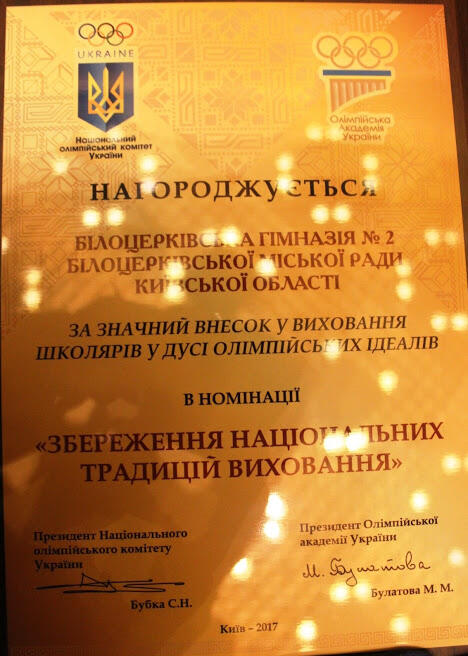 UKRAINE
Національний
олімпійський комітет
України
Олімпійська
Академія
України
НАГОРОДЖУЄТЬСЯ
БІЛОЦЕРКІВСЬКА ГІМНАЗІЯ № 2
БІЛОЦЕРКІВСЬКОЇ МІСЬКОЇ РАДИ
КИЇВСЬКОЇ ОБЛАСТІ
ЗА ЗНАЧНИЙ ВНЕСОК У ВИХОВАННЯ
ШКОЛЯРІВ У ДУСІ ОЛІМПІЙСЬКИХ ІДЕАЛІВ
В НОМІНАЦІЇ
«ЗБЕРЕЖЕННЯ НАЦІОНАЛЬНИХ
ТРАДИЦІЙ ВИХОВАННЯ»
Президент Національного
олімпійського комітету
України
Бубка С.Н.
Президент Олімпійської
академії України
М. Булатова
Булатова М. М.
Київ – 2017